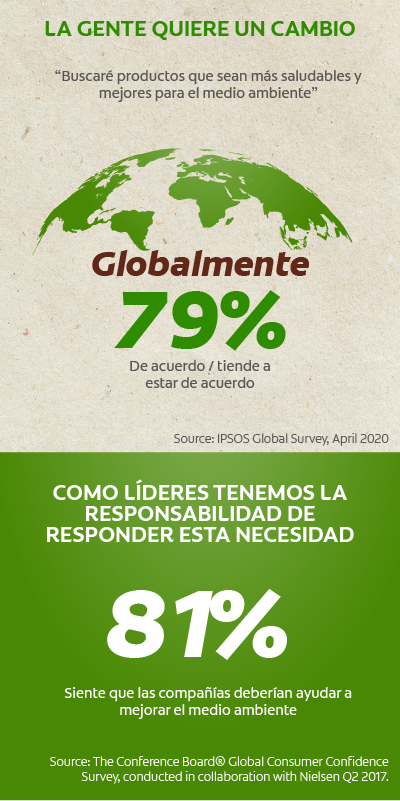 LA GENTE QUIERE UN CAMBIO
“Buscaré productos que sean más saludables y
mejores para el medio ambiente”
Globalmente
79%
De acuerdo / tiende a
estar de acuerdo
Source: IPSOS Global Survey, April 2020
COMO LÍDERES TENEMOS LA
RESPONSABILIDAD DE
RESPONDER ESTA NECESIDAD
81%
Siente que las compañías deberían ayudar a
mejorar el medio ambiente
Source: The Conference Board® Global Consumer Confidence
Survey, conducted in collaboration with Nielsen Q2 2017.